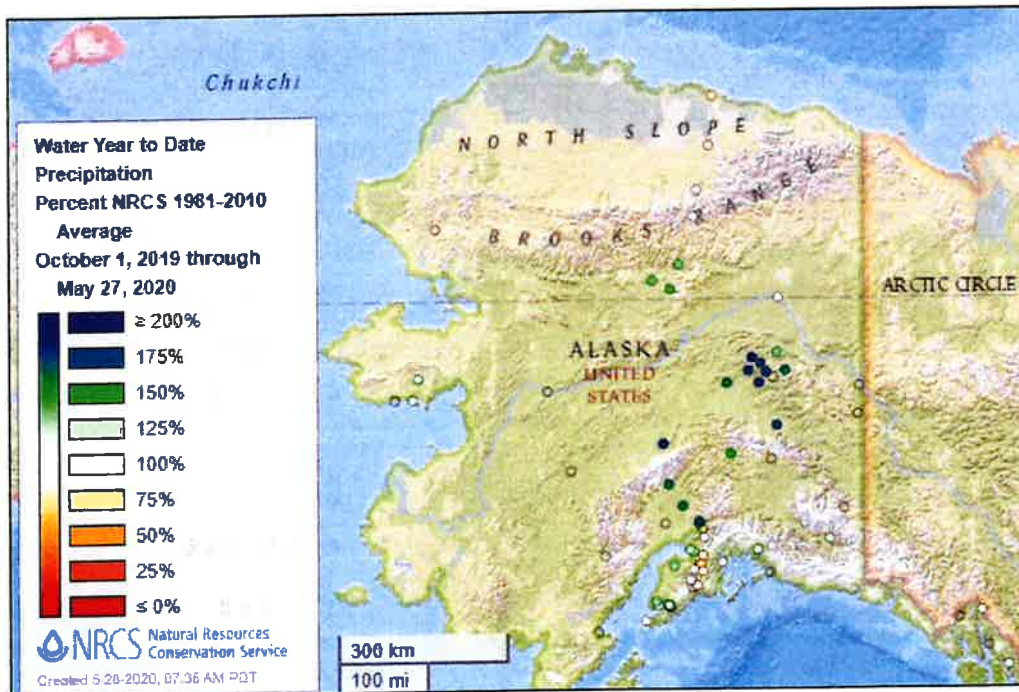 Chukchi
NORTH SLOPE
BROOKS RANGE
ARCTIC CIRCLE
ALASKA
UNITED
STATES
Water Year to Date
Precipitation
Percent NRCS 1981-2010
Average
October 1, 2019 through
May 27, 2020
≥ 200%
175%
150%
125%
100%
75%
50%
25%
≤ 0%
NRCS Natural Resources
Conservation Service
Created 5-28-2020, 07:36 AM PDT
300 km
100 mi